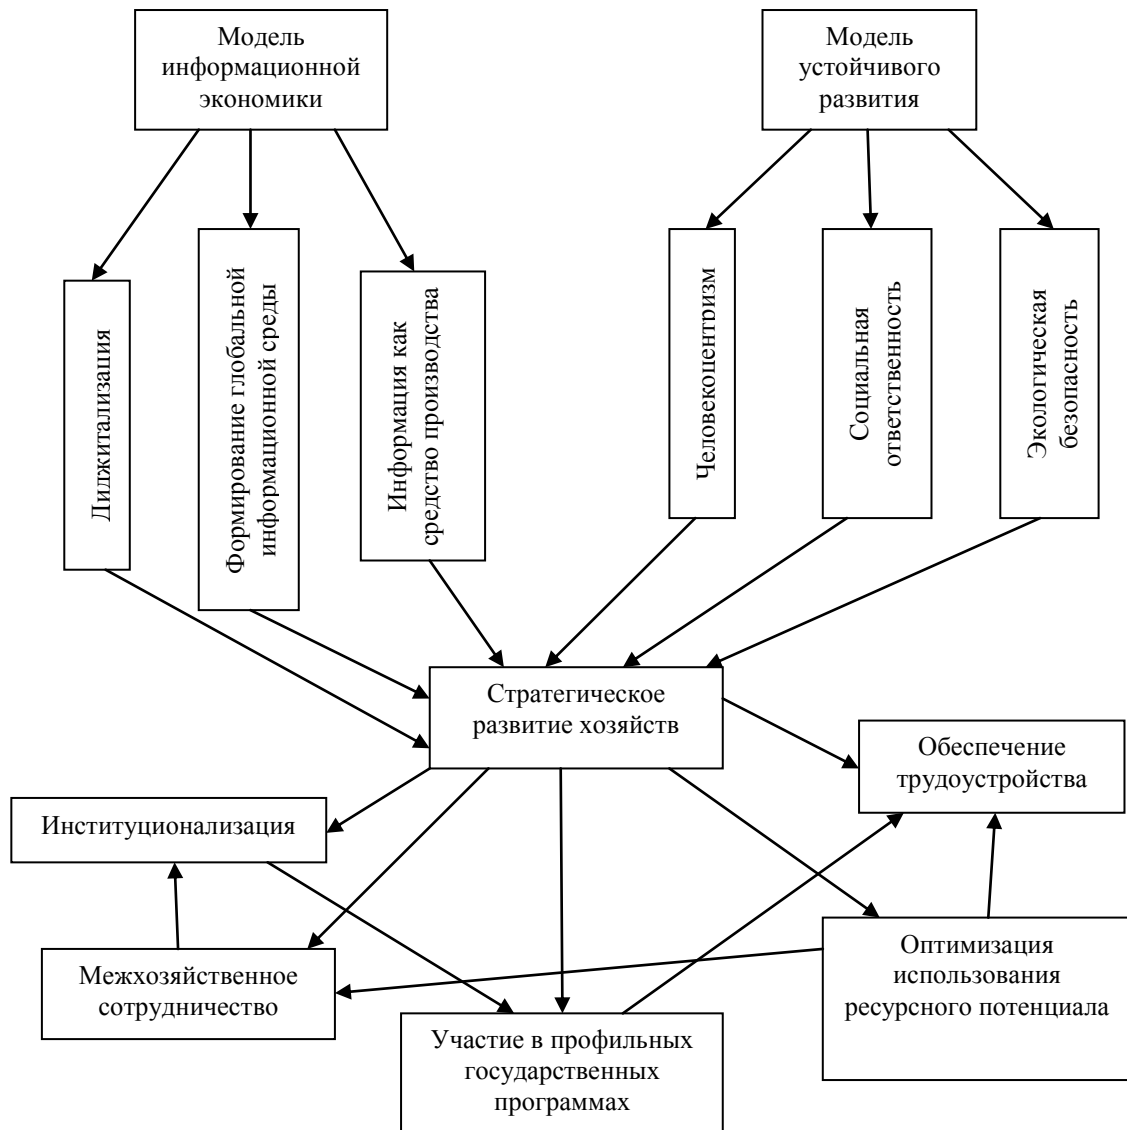 Модель
информационной
экономики
Модель
устойчивого
развития
Лилжитализация
Формирование глобальной
информационной среды
Информация как
средство производства
Человекоцентризм
Социальная
ответственность
Экологическая
безопасность
Стратегическое
развитие хозяйств
Обеспечение
трудоустройства
Институционализация
Межхозяйственное
сотрудничество
Оптимизация
использования
ресурсного потенциала
Участие в профильных
государственных
программах